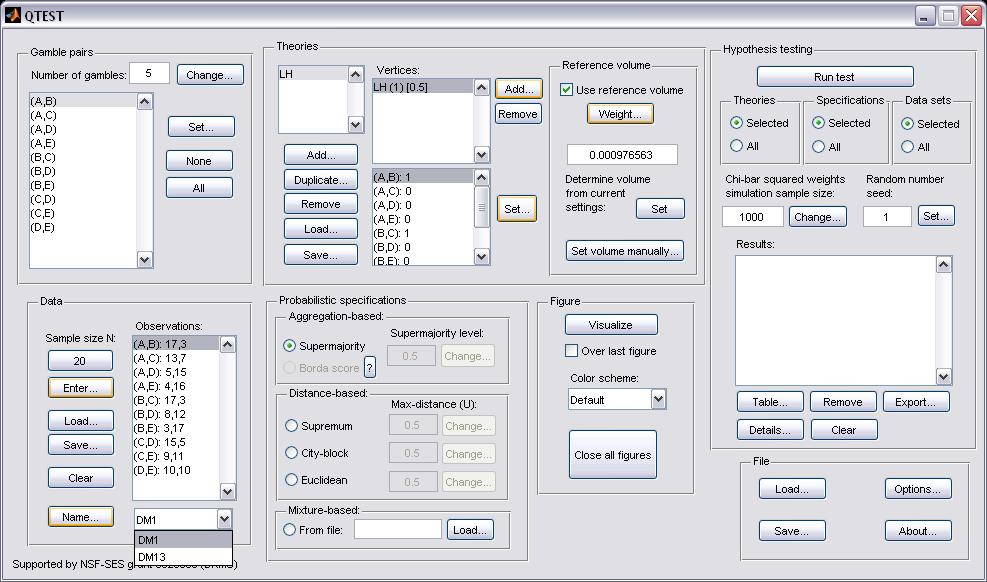 QTEST
Gamble pairs
Number of gambles: 5 Change...
(A,B)
(A,C)
(A,D)
(A,E)
(B,C)
(B,D)
(B,E)
(C,D)
(C,E)
(D,E)
Set...
None
All
Theories
LH
Add...
Duplicate...
Remove
Load...
Save...
Vertices:
LH (1) [0.5]
Add...
Remove
(A,B): 1
(A,C): 0
(A,D): 0
(A,E): 0
(B,C): 1
(B,D): 0
(B,E): 0
Set...
Reference volume
Use reference volume
Weight...
0.000976563
Determine volume
from current
settings:
Set
Set volume manually...
Hypothesis testing
Run test
Theories
Selected
All
Specifications
Selected
All
Data sets
Selected
All
Chi-bar squared weights
simulation sample size:
1000 Change...
Random number
seed:
1 Set...
Results:
Table... Remove Export...
Details... Clear
Data
Sample size N:
20
Enter...
Load...
Save...
Clear
Name...
Observations:
(A,B): 17,3
(A,C): 13,7
(A,D): 5,15
(A,E): 4,16
(B,C): 17,3
(B,D): 8,12
(B,E): 3,17
(C,D): 15,5
(C,E): 9,11
(D,E): 10,10
DM1
DM1
DM13
Supported by NSF-SES
Probabilistic specifications
Aggregation-based:
Supermajority level:
Supermajority 0.5 Change...
Borda score ?
Distance-based:
Max-distance (U):
Supremum 0.5 Change...
City-block 0.5 Change...
Euclidean 0.5 Change...
Mixture-based:
From file: Load...
Figure
Visualize
Over last figure
Color scheme:
Default
Close all figures
File
Load... Options...
Save... About...